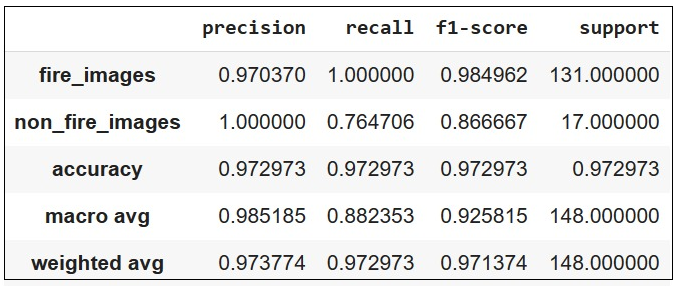 precision recall f1-score support
fire_images 0.970370 1.000000 0.984962 131.000000
non_fire_images 1.000000 0.764706 0.866667 17.000000
accuracy 0.972973 0.972973 0.972973 0.972973
macro avg 0.985185 0.882353 0.925815 148.000000
weighted avg 0.973774 0.972973 0.971374 148.000000